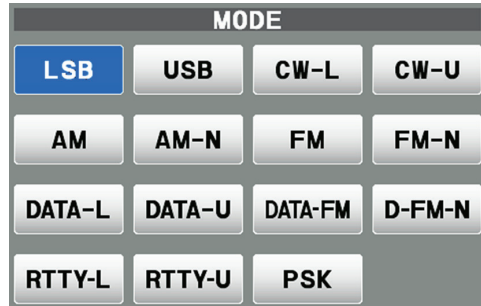 MODE
LSB USB CW-L CW-U
AM AM-N FM FM-N
DATA-L DATA-U DATA-FM D-FM-N
RTTY-L RTTY-U PSK